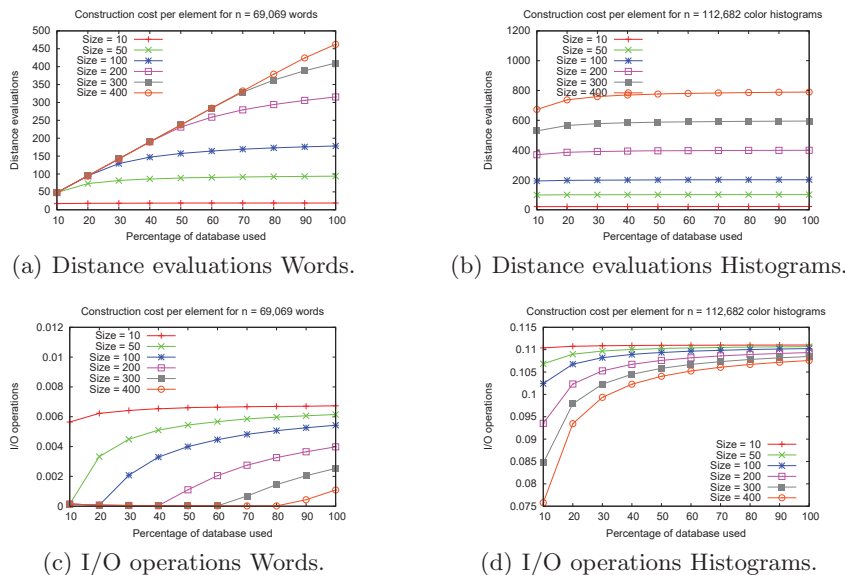 Construction cost per element for n = 69,069 words
500
450
400
350
300
250
200
150
100
50
0
Distance evaluations
Size = 10
Size = 50
Size = 100
Size = 200
Size = 300
Size = 400
10 20 30 40 50 60 70 80 90 100
Percentage of database used
(a) Distance evaluations Words.
Construction cost per element for n = 112,682 color histograms
1200
1000
800
600
400
200
0
Distance evaluations
Size = 10
Size = 50
Size = 100
Size = 200
Size = 300
Size = 400
10 20 30 40 50 60 70 80 90 100
Percentage of database used
(b) Distance evaluations Histograms.
Construction cost per element for n = 69,069 words
0.012
0.01
0.008
0.006
0.004
0.002
0
I/O operations
Size = 10
Size = 50
Size = 100
Size = 200
Size = 300
Size = 400
10 20 30 40 50 60 70 80 90 100
Percentage of database used
(c) I/O operations Words.
Construction cost per element for n = 112,682 color histograms
0.115
0.11
0.105
0.1
0.095
0.09
0.085
0.08
0.075
I/O operations
Size = 10
Size = 50
Size = 100
Size = 200
Size = 300
Size = 400
10 20 30 40 50 60 70 80 90 100
Percentage of database used
(d) I/O operations Histograms.